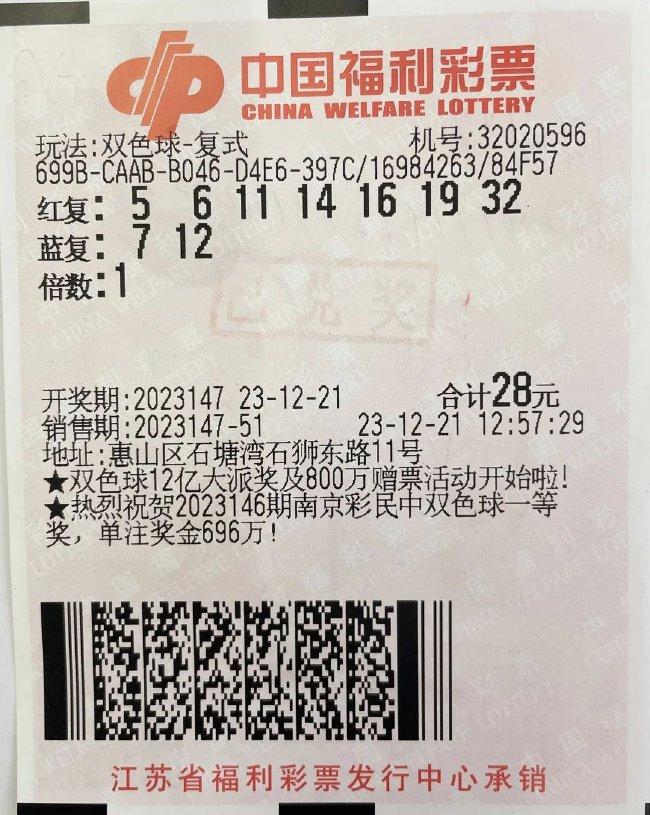 中国福利彩票
CHINA WELFARE LOTTERY
玩法:双色球-复式 机号:32020596
699B-CAAB-B046-D4E6-397C/16984263/84F57
红复: 5 6 11 14 16 19 32
蓝复: 7 12
倍数:1
已兑奖
开奖期:2023147 23-12-21 合计28元
销售期:2023147-51 23-12-21 12:57:29
地址:惠山区石塘湾石狮东路11号
★双色球12亿大派奖及800万赠票活动开始啦!
★热烈祝贺2023146期南京彩民中双色球一等
奖,单注奖金696万!
江苏省福利彩票发行中心承销